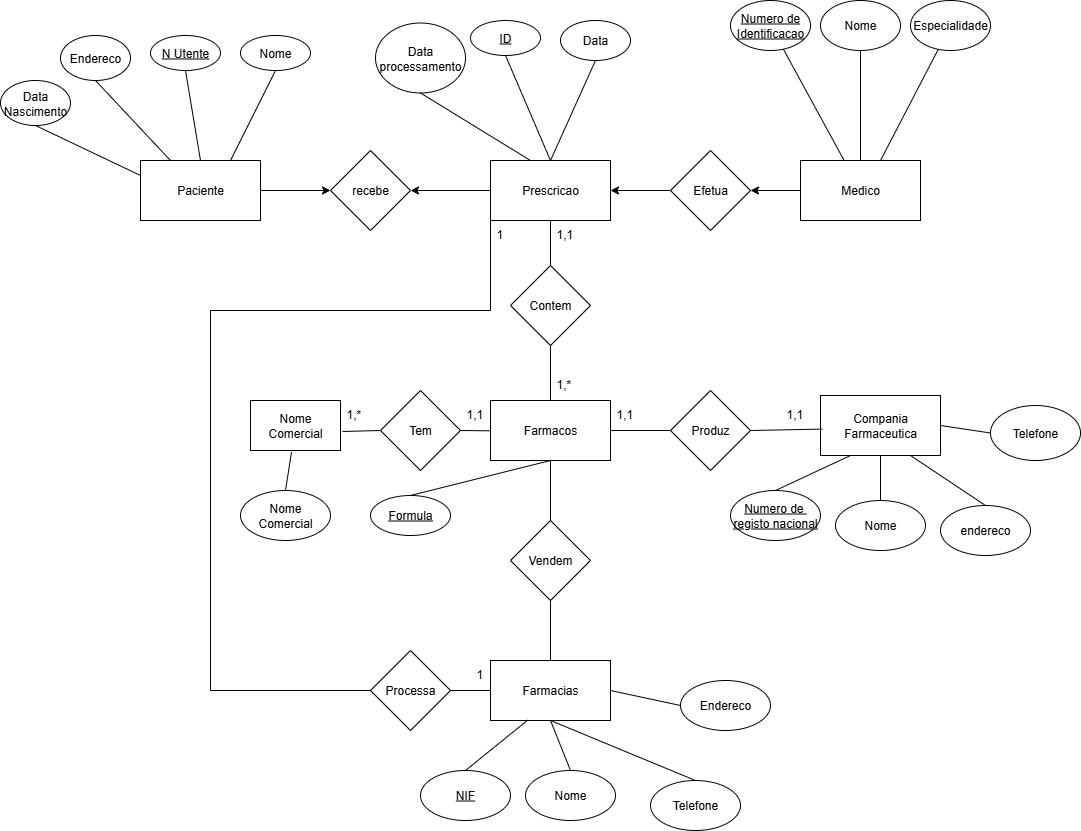 Numero de
Identificacao
Nome
Especialidade
ID
Data
Data
processamento
Endereco
N Utente
Nome
Data
Nascimento
Paciente
recebe
Prescricao
Efetua
Medico
1
1,1
Contem
1,*
1,*
1,1
1,1
1,1
Nome
Comercial
Tem
Farmacos
Produz
Compania
Farmaceutica
Telefone
Nome
Comercial
Formula
Numero de
registo nacional
Nome
endereco
Vendem
1
Processa
Farmacias
Endereco
NIF
Nome
Telefone